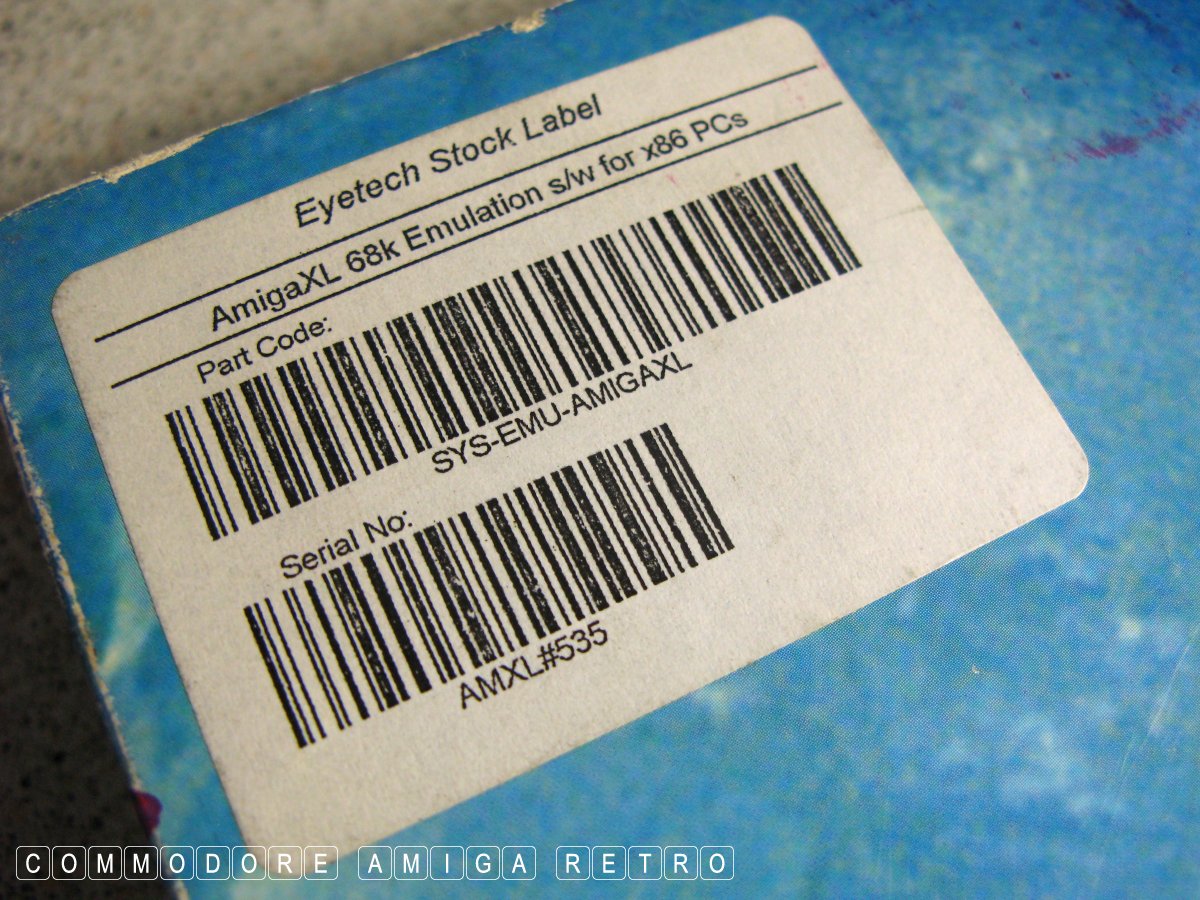 Eyetech Stock Label
AmigaXL 68k Emulation s/w for x86 PCs
Part Code:
SYS-EMU-AMIGAXL
Serial No:
AMXL#535
COMMODORE AMIGA RETRO